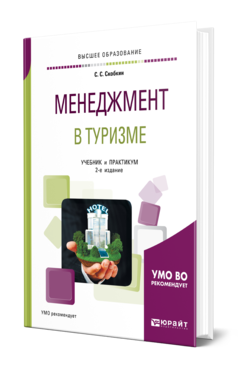 ВЫСШЕЕ ОБРАЗОВАНИЕ
С. С. Скобкин
МЕНЕДЖМЕНТ
В ТУРИЗМЕ
УЧЕБНИК и ПРАКТИКУМ
2-е издание
HOTEL
УМО ВО
РЕКОМЕНДУЕТ
УМО рекомендует
юрайт